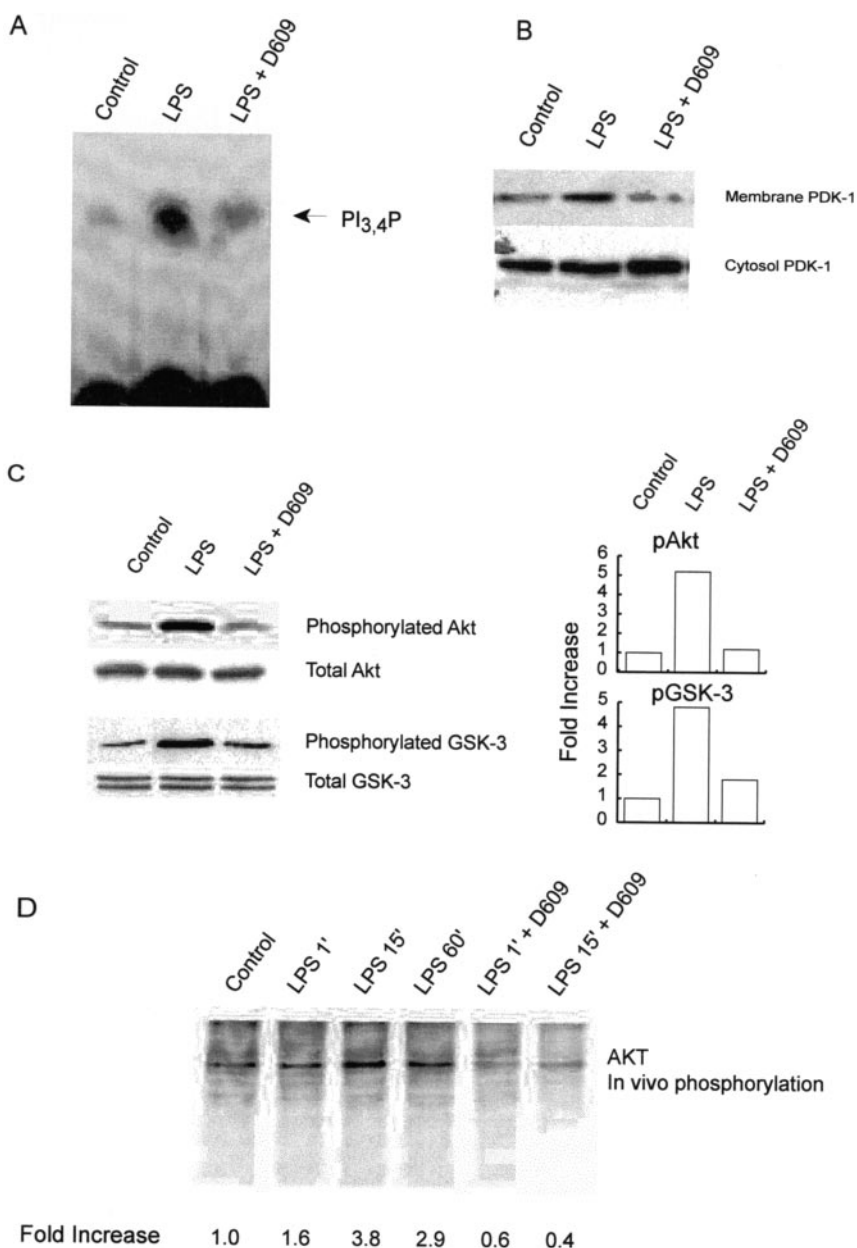 A
Control
LPS
LPS + D609
PI3,4P
B
Control
LPS
LPS + D609
Membrane PDK-1
Cytosol PDK-1
C
Control
LPS
LPS + D609
Phosphorylated Akt
Total Akt
Phosphorylated GSK-3
Total GSK-3
Control
LPS
LPS + D609
pAkt
6
5
4
3
2
1
0
pGSK-3
5
4
3
2
1
0
Fold Increase
D
Control
LPS 1'
LPS 15'
LPS 60'
LPS 1' + D609
LPS 15' + D609
AKT
In vivo phosphorylation
Fold Increase 1.0 1.6 3.8 2.9 0.6 0.4